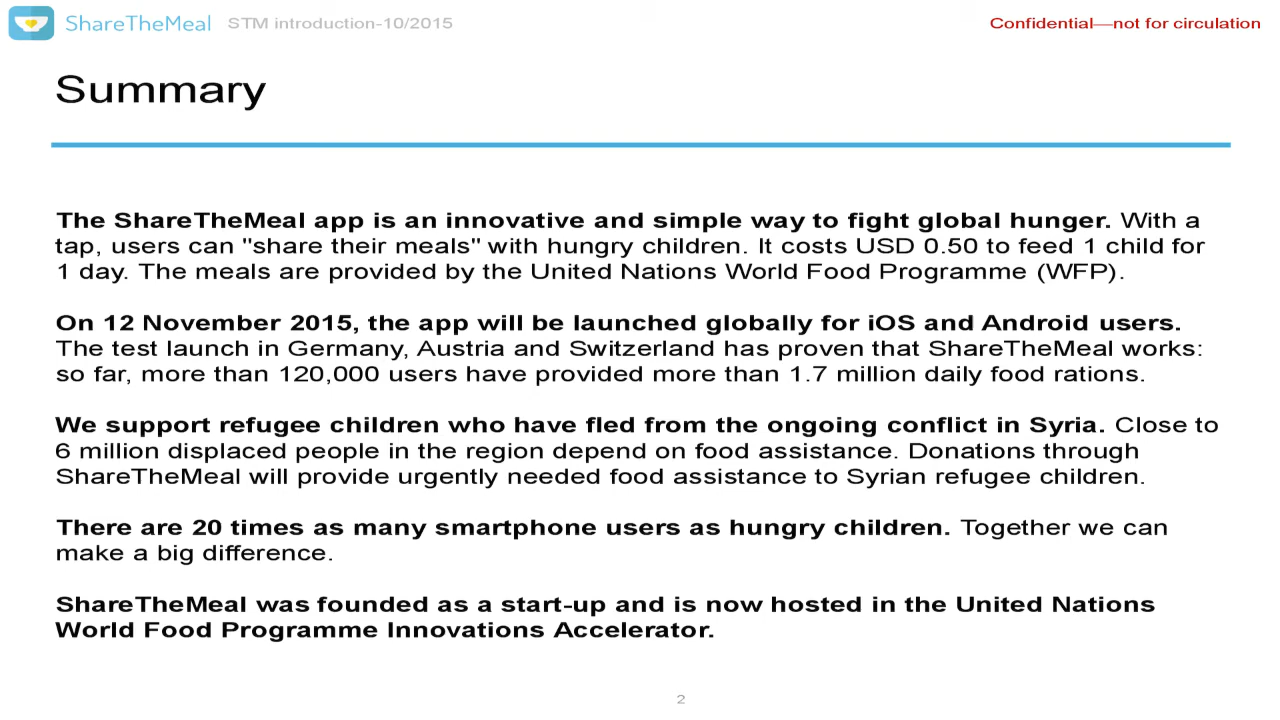 ShareTheMeal STM introduction-10/2015 Confidential—not for circulation
Summary
The ShareTheMeal app is an innovative and simple way to fight global hunger. With a
tap, users can "share their meals" with hungry children. It costs USD 0.50 to feed 1 child for
1 day. The meals are provided by the United Nations World Food Programme (WFP).
On 12 November 2015, the app will be launched globally for iOS and Android users.
The test launch in Germany, Austria and Switzerland has proven that ShareTheMeal works:
so far, more than 120,000 users have provided more than 1.7 million daily food rations.
We support refugee children who have fled from the ongoing conflict in Syria. Close to
6 million displaced people in the region depend on food assistance. Donations through
ShareTheMeal will provide urgently needed food assistance to Syrian refugee children.
There are 20 times as many smartphone users as hungry children. Together we can
make a big difference.
ShareTheMeal was founded as a start-up and is now hosted in the United Nations
World Food Programme Innovations Accelerator.
2